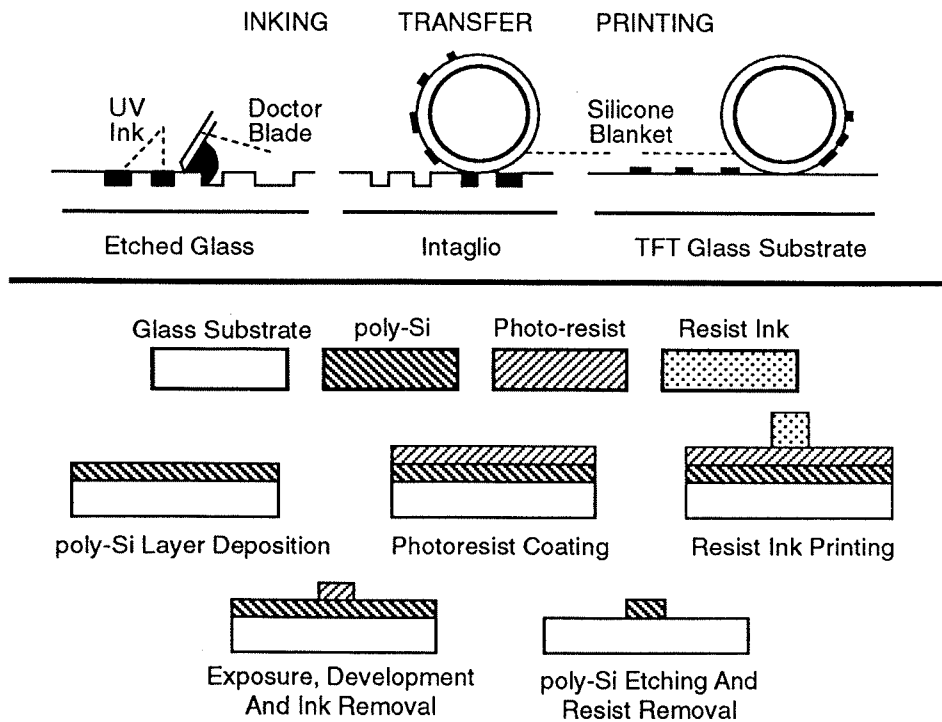 INKING TRANSFER PRINTING
UV
Ink
Doctor
Blade
Silicone
Blanket
Etched Glass
Intaglio
TFT Glass Substrate
Glass Substrate
poly-Si
Photo-resist
Resist Ink
poly-Si Layer Deposition
Photoresist Coating
Resist Ink Printing
Exposure, Development
And Ink Removal
poly-Si Etching And
Resist Removal